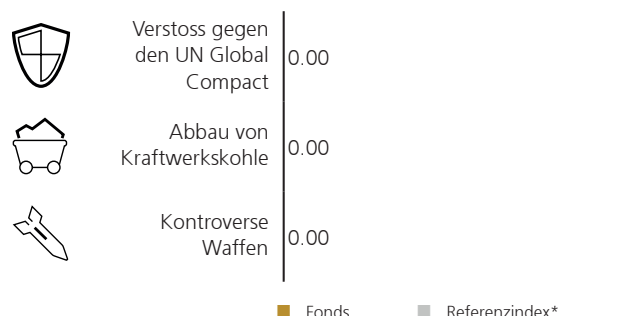 Verstoss gegen
den UN Global
Compact
0.00
Abbau von
Kraftwerkskohle
0.00
Kontroverse
Waffen
0.00
Fonds
Referenzindex*